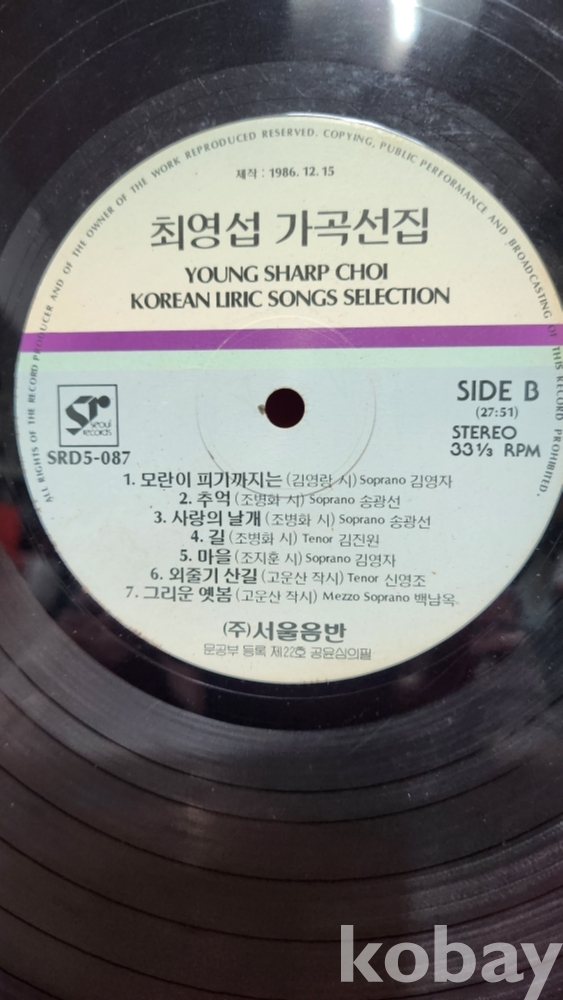 ALL RIGHTS OF THE RECORD PRODUCER AND OF THE OWNER OF THE WORK REPRODUCED RESERVED. COPYING, PUBLIC PERFORMANCE AND BROADCASTING OF THIS RECORD PROHIBITED.
제작 : 1986. 12. 15
최영섭 가곡선집
YOUNG SHARP CHOI
KOREAN LIRIC SONGS SELECTION
SIDE B
(27:51)
STEREO
33 1/3 RPM
Sr
seoul
records
SRD5-087
1. 모란이 피기까지는 (김영랑 시) Soprano 김영자
2. 추억 (조병화 시) Soprano 송광선
3. 사랑의 날개 (조병화 시) Soprano 송광선
4. 길 (조병화 시) Tenor 김진원
5. 마을 (조지훈 시) Soprano 김영자
6. 외줄기 산길 (고운산 작시) Tenor 신영조
7. 그리운 옛봄 (고운산 작시) Mezzo Soprano 백남옥
(주)서울음반
문공부 등록 제22호 공윤심의필
kobay